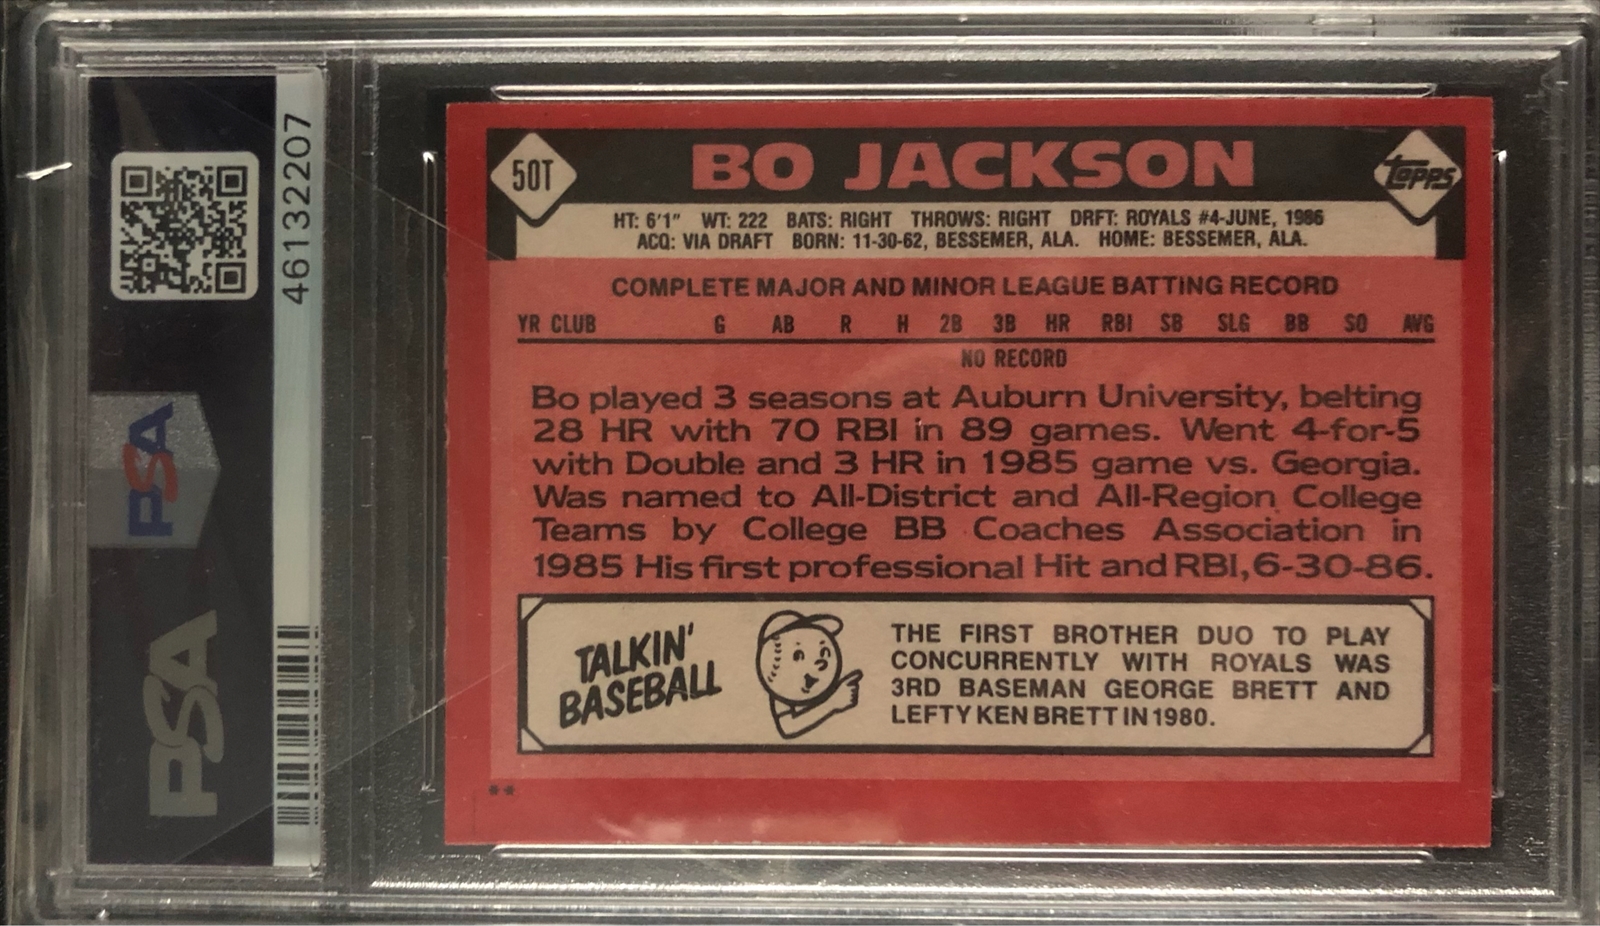 46132207
PSA
PSA
50T
BO JACKSON
topps
HT: 6'1" WT: 222 BATS: RIGHT THROWS: RIGHT DRFT: ROYALS #4-JUNE, 1986
ACQ: VIA DRAFT BORN: 11-30-62, BESSEMER, ALA. HOME: BESSEMER, ALA.
COMPLETE MAJOR AND MINOR LEAGUE BATTING RECORD
YR CLUB G AB R H 2B 3B HR RBI SB SLG BB SO AVG
NO RECORD
Bo played 3 seasons at Auburn University, belting
28 HR with 70 RBI in 89 games. Went 4-for-5
with Double and 3 HR in 1985 game vs. Georgia.
Was named to All-District and All-Region College
Teams by College BB Coaches Association in
1985 His first professional Hit and RBI, 6-30-86.
TALKIN'
BASEBALL
THE FIRST BROTHER DUO TO PLAY
CONCURRENTLY WITH ROYALS WAS
3RD BASEMAN GEORGE BRETT AND
LEFTY KEN BRETT IN 1980.
**